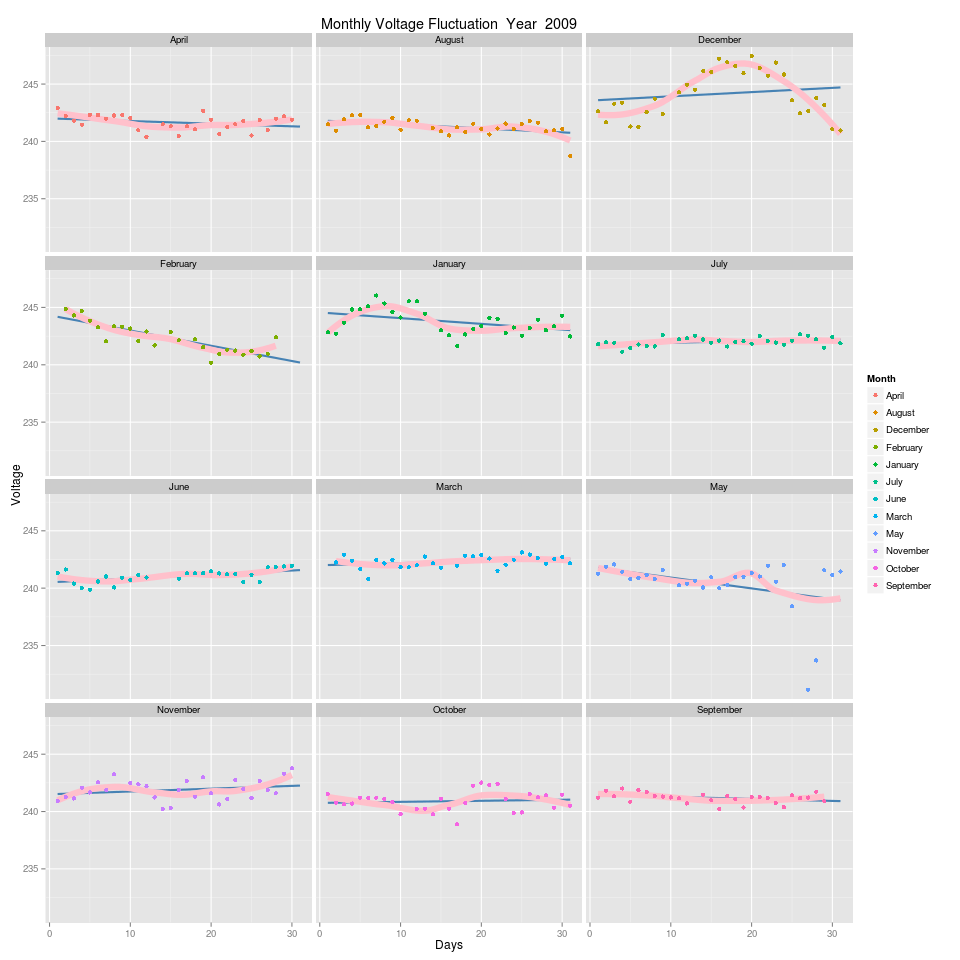 Monthly Voltage Fluctuation  Year  2009
April
August
December
245
240
235
February
January
July
245
240
235
June
March
May
245
240
235
November
October
September
245
240
235
0 10 20 30 0 10 20 30 0 10 20 30
Days
Voltage
Month
April
August
December
February
January
July
June
March
May
November
October
September